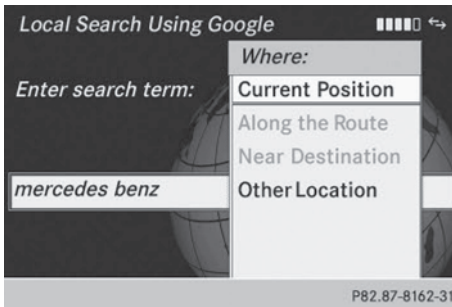 Local Search Using Google
Where:
Enter search term:
Current Position
Along the Route
Near Destination
mercedes benz
Other Location
P82.87-8162-31